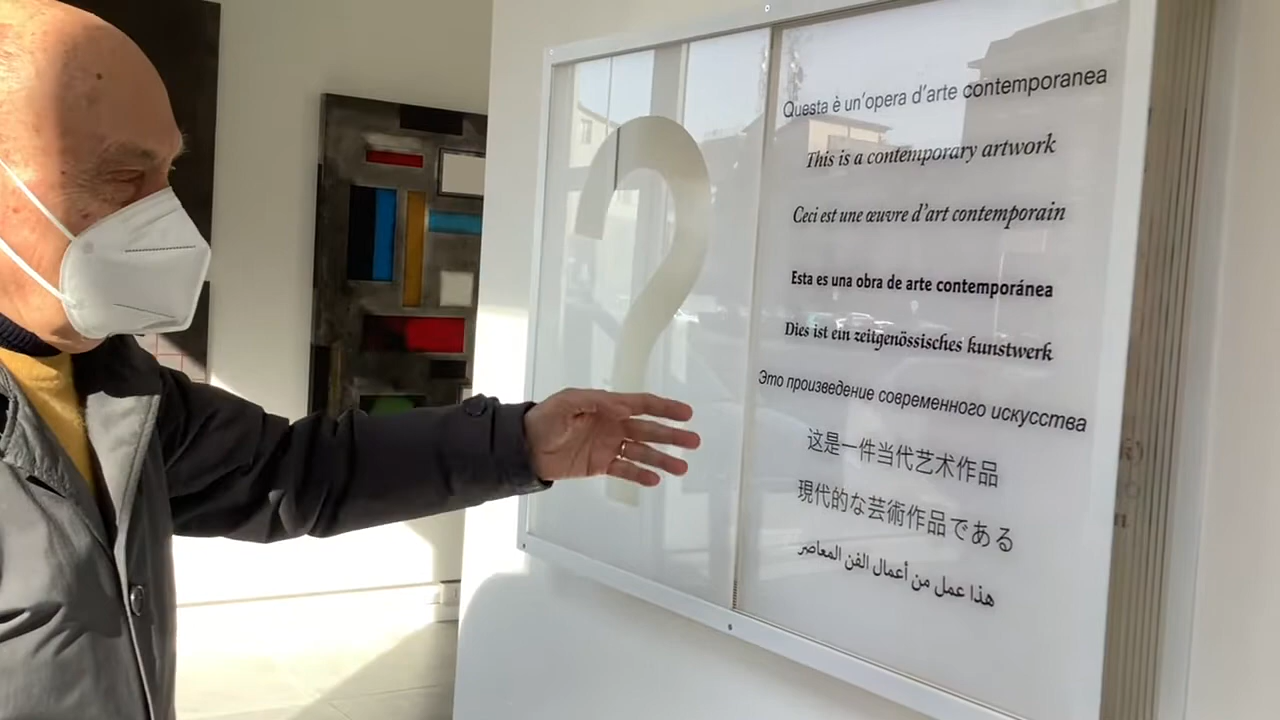 ?
Questa è un'opera d'arte contemporanea
This is a contemporary artwork
Ceci est une œuvre d'art contemporain
Esta es una obra de arte contemporánea
Dies ist ein zeitgenössisches kunstwerk
Это произведение современного искусства
这是一件当代艺术作品
現代的な芸術作品である
هذا عمل من أعمال الفن المعاصر